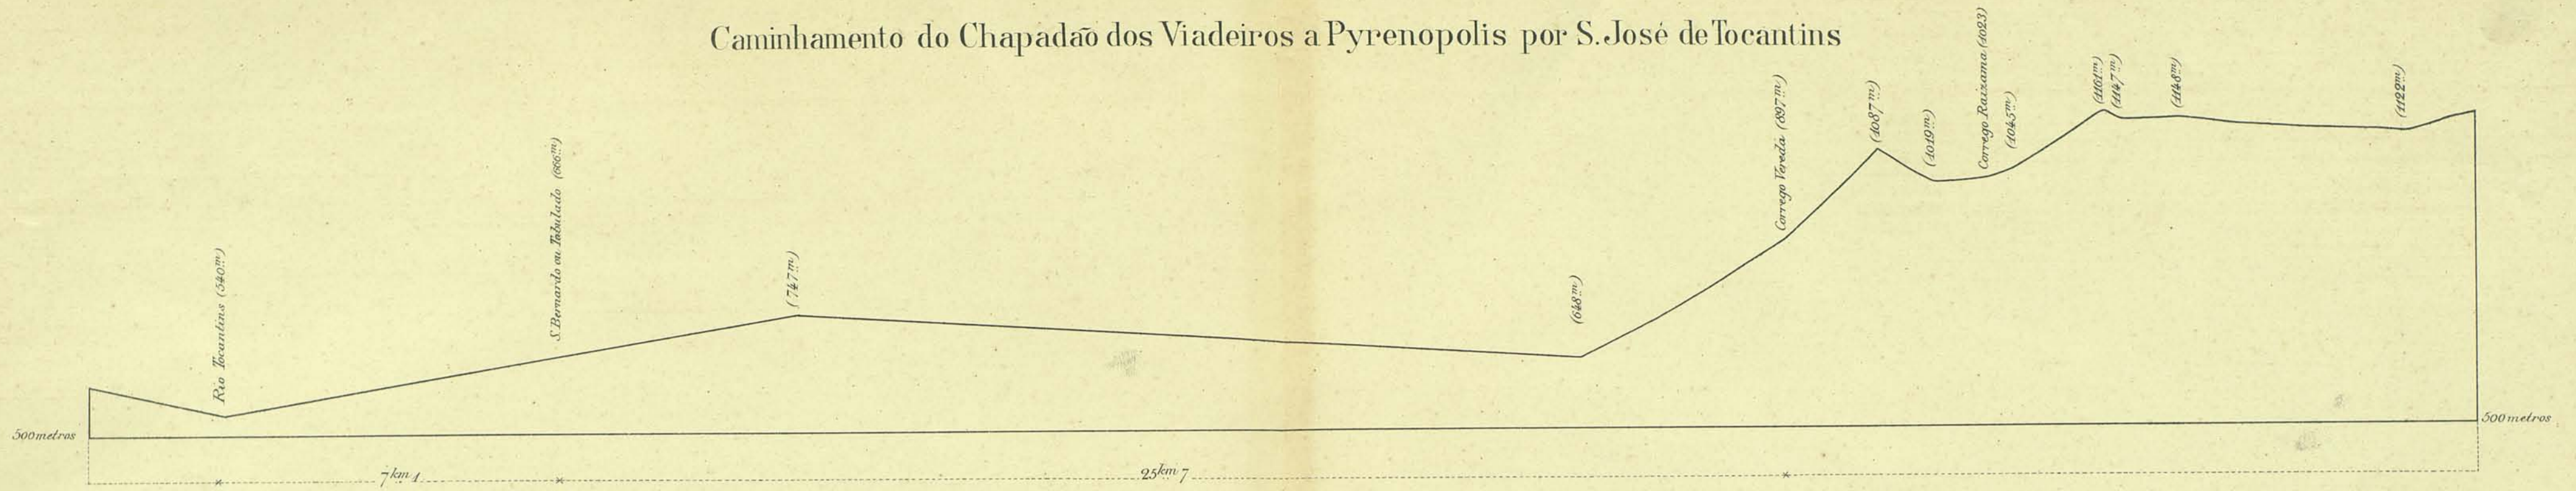 Caminhamento do Chapadaõ dos Viadeiros a Pyrenopolis por S. José de Tocantins
Rio Tocantins (540m)
S. Bernardo ou Tabulado (666m)
(747m)
(648m)
Corrego Vereda (897m)
(1087m)
(1019m)
Corrego Raizama (1023)
(1045m)
(1161m)
(1147m)
(1148m)
(1122m)
500 metros
500 metros
7km 1
25km 7